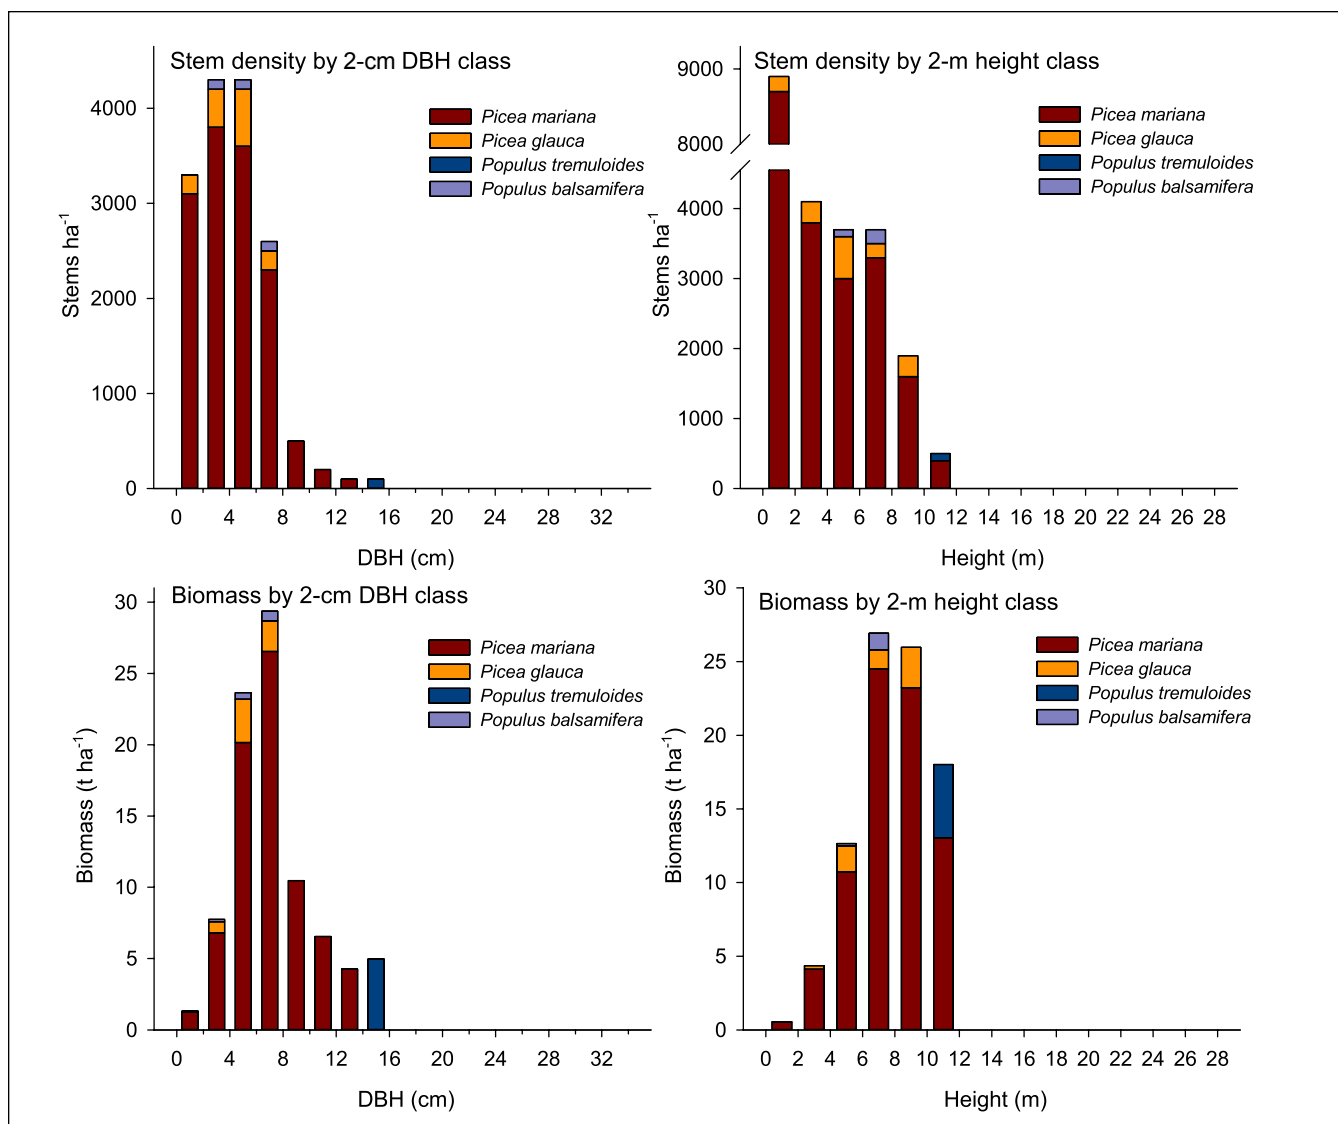 Stem density by 2-cm DBH class
Picea mariana
Picea glauca
Populus tremuloides
Populus balsamifera
4000
3000
2000
1000
0
Stems ha-1
0 4 8 12 16 20 24 28 32
DBH (cm)
Stem density by 2-m height class
Picea mariana
Picea glauca
Populus tremuloides
Populus balsamifera
9000
8000
4000
3000
2000
1000
0
Stems ha-1
0 2 4 6 8 10 12 14 16 18 20 22 24 26 28
Height (m)
Biomass by 2-cm DBH class
Picea mariana
Picea glauca
Populus tremuloides
Populus balsamifera
30
25
20
15
10
5
0
Biomass (t ha-1)
0 4 8 12 16 20 24 28 32
DBH (cm)
Biomass by 2-m height class
Picea mariana
Picea glauca
Populus tremuloides
Populus balsamifera
30
25
20
15
10
5
0
Biomass (t ha-1)
0 2 4 6 8 10 12 14 16 18 20 22 24 26 28
Height (m)